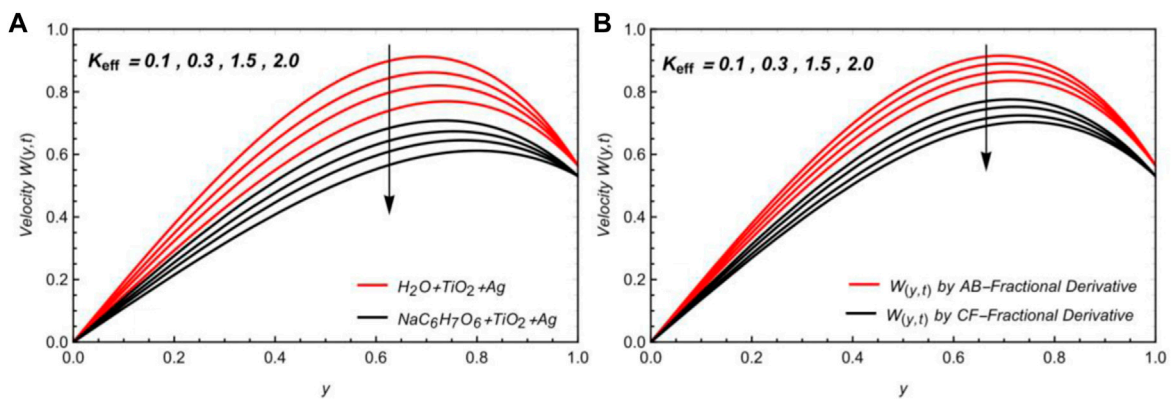 A
K_eff = 0.1 , 0.3 , 1.5 , 2.0
1.0
0.8
0.6
0.4
0.2
0.0
Velocity W(y,t)
H₂O+TiO₂+Ag
NaC₆H₇O₆+TiO₂+Ag
0.0 0.2 0.4 0.6 0.8 1.0
y
B
K_eff = 0.1 , 0.3 , 1.5 , 2.0
1.0
0.8
0.6
0.4
0.2
0.0
Velocity W(y,t)
W(y,t) by AB–Fractional Derivative
W(y,t) by CF–Fractional Derivative
0.0 0.2 0.4 0.6 0.8 1.0
y